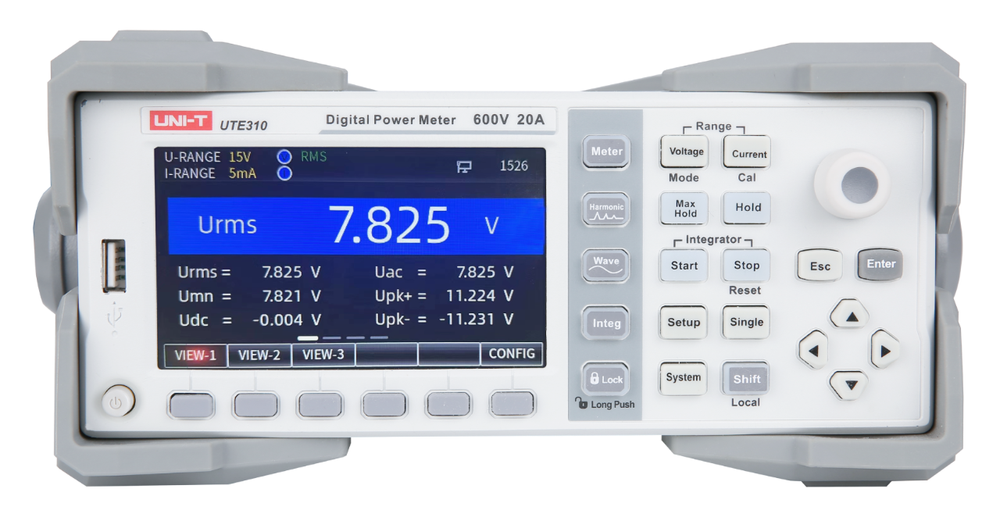 UNI-T UTE310 Digital Power Meter 600V 20A
U-RANGE 15V RMS
I-RANGE 5mA 1526
Urms 7.825 V
Urms = 7.825 V Uac = 7.825 V
Umn = 7.821 V Upk+ = 11.224 V
Udc = -0.004 V Upk- = -11.231 V
VIEW-1 VIEW-2 VIEW-3 CONFIG
Meter
Harmonic
Wave
Integ
Lock
Long Push
Range
Voltage Current
Mode Cal
Max Hold Hold
Integrator
Start Stop
Reset
Setup Single
System Shift
Local
Esc Enter